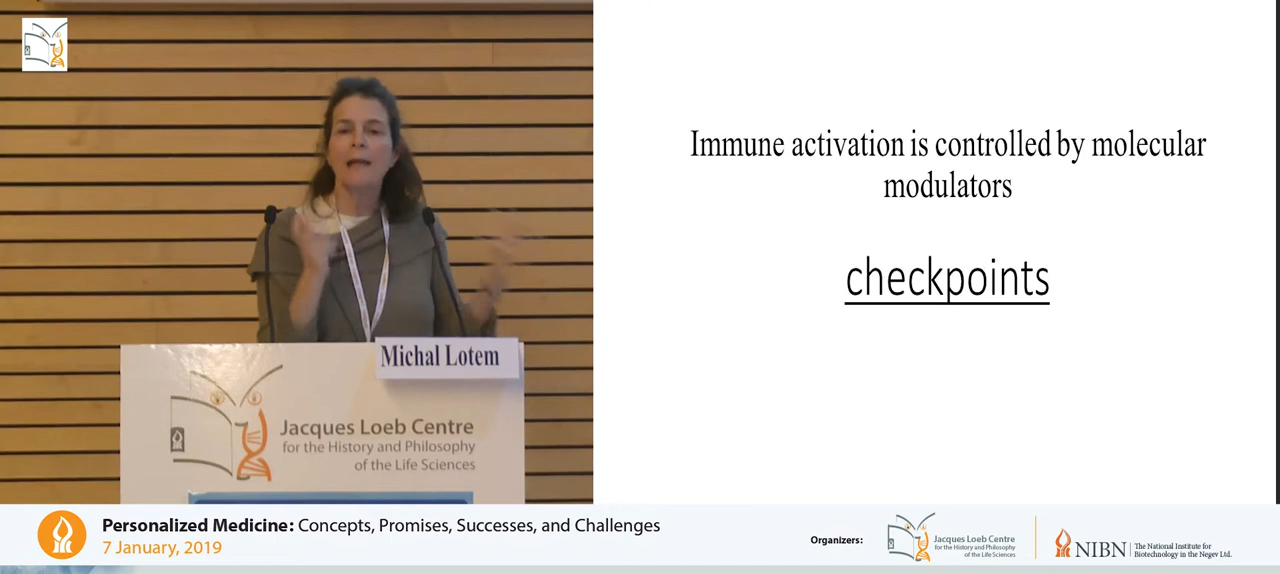 Immune activation is controlled by molecular
modulators
checkpoints
Michal Lotem
Jacques Loeb Centre
for the History and Philosophy
of the Life Sciences
Personalized Medicine: Concepts, Promises, Successes, and Challenges
7 January, 2019
Organizers:
Jacques Loeb Centre
for the History and Philosophy
of the Life Sciences
NIBN
The National Institute for
Biotechnology in the Negev Ltd.